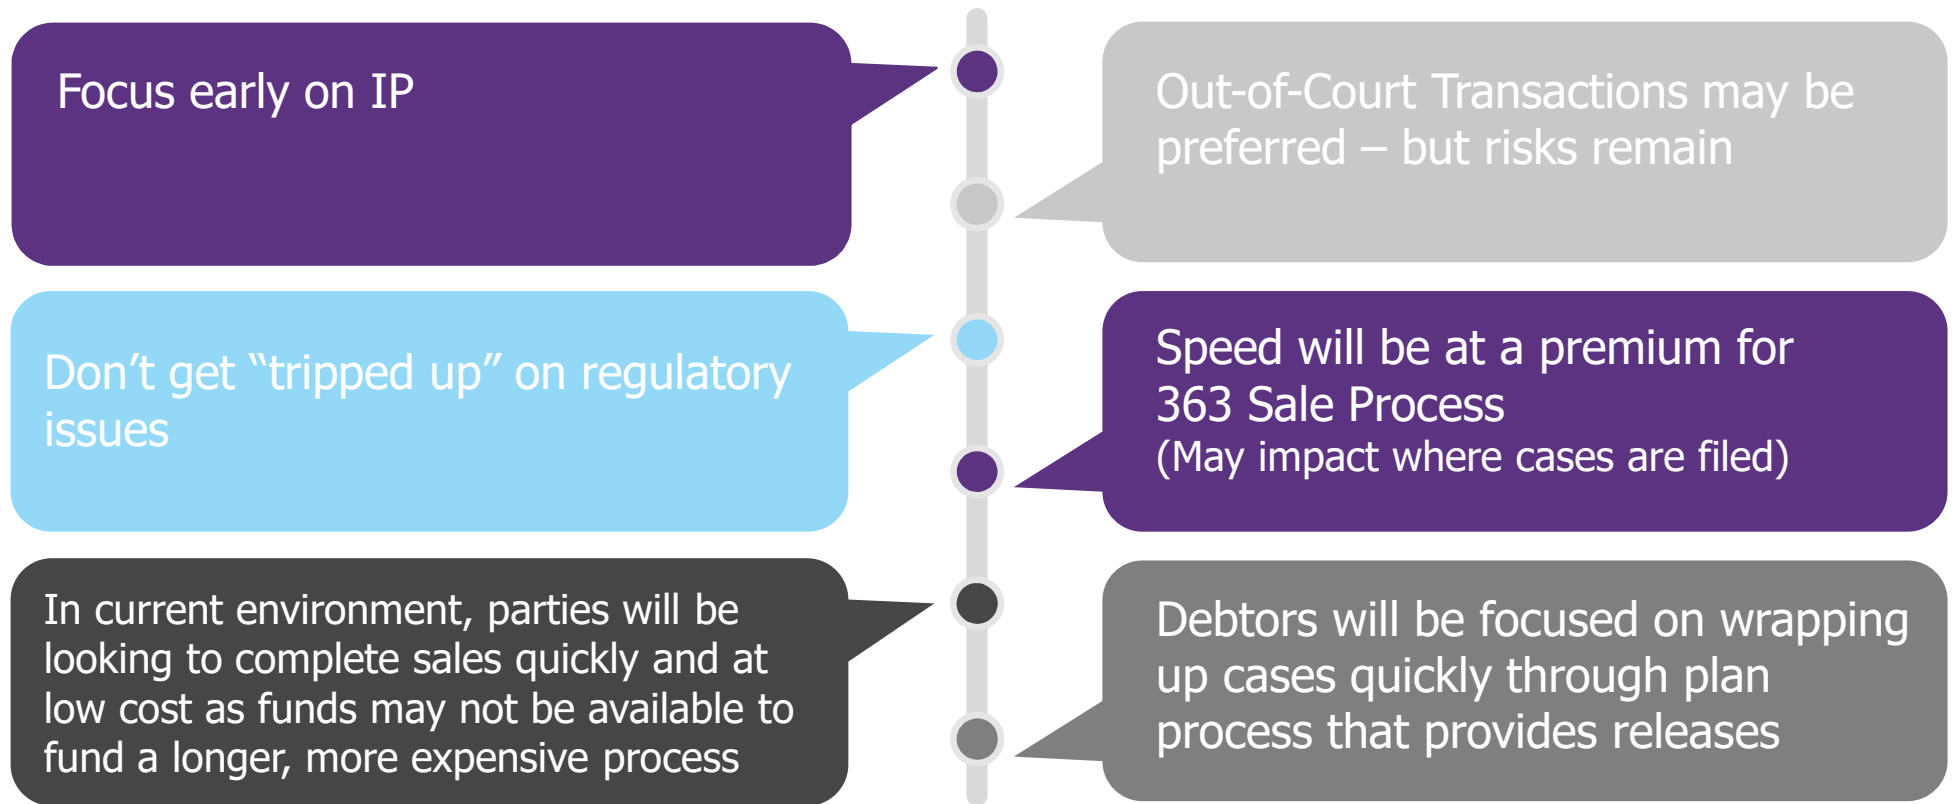 Focus early on IP
Out-of-Court Transactions may be
preferred – but risks remain
Don’t get “tripped up” on regulatory
issues
Speed will be at a premium for
363 Sale Process
(May impact where cases are filed)
In current environment, parties will be
looking to complete sales quickly and at
low cost as funds may not be available to
fund a longer, more expensive process
Debtors will be focused on wrapping
up cases quickly through plan
process that provides releases